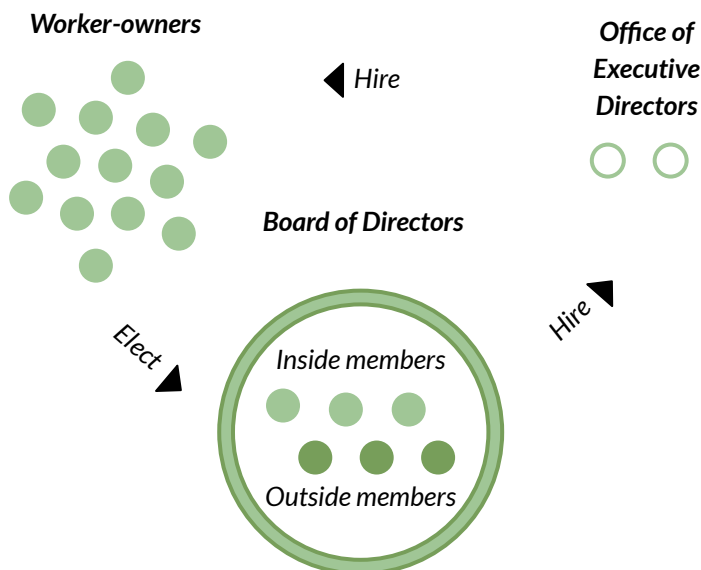 Worker-owners
Hire
Office of
Executive
Directors
Board of Directors
Elect
Hire
Inside members
Outside members